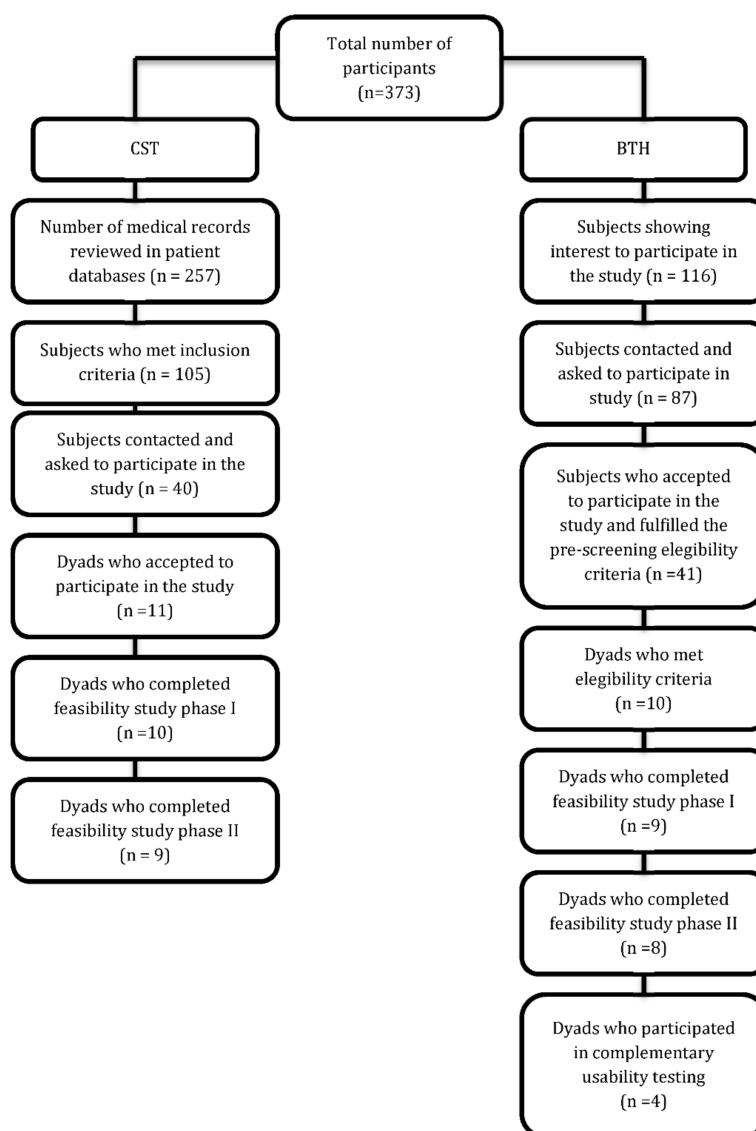 Total number of
participants
(n=373)
CST
Number of medical records
reviewed in patient
databases (n = 257)
Subjects who met inclusion
criteria (n = 105)
Subjects contacted and
asked to participate in the
study (n = 40)
Dyads who accepted to
participate in the study
(n =11)
Dyads who completed
feasibility study phase I
(n =10)
Dyads who completed
feasibility study phase II
(n = 9)
BTH
Subjects showing
interest to participate in
the study (n = 116)
Subjects contacted and
asked to participate in
study (n = 87)
Subjects who accepted
to participate in the
study and fulfilled the
pre-screening elegibility
criteria (n =41)
Dyads who met
elegibility criteria
(n =10)
Dyads who completed
feasibility study phase I
(n =9)
Dyads who completed
feasibility study phase II
(n =8)
Dyads who participated
in complementary
usability testing
(n =4)